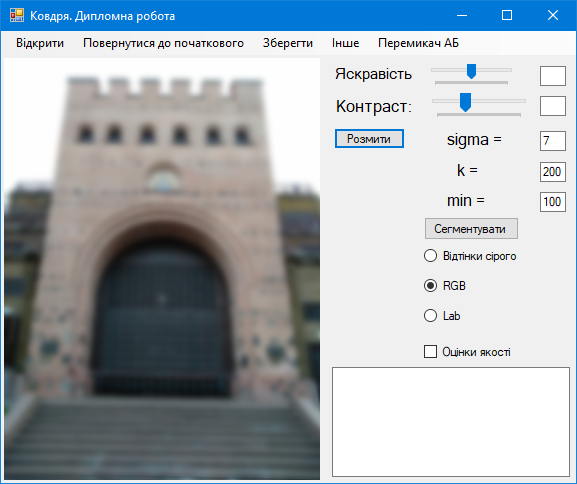 Ковдря. Дипломна робота
Відкрити Повернутися до початкового Зберегти Інше Перемикач АБ
Яскравість
Контраст:
Розмити sigma = 7
k = 200
min = 100
Сегментувати
Відтінки сірого
RGB
Lab
Оцінки якості